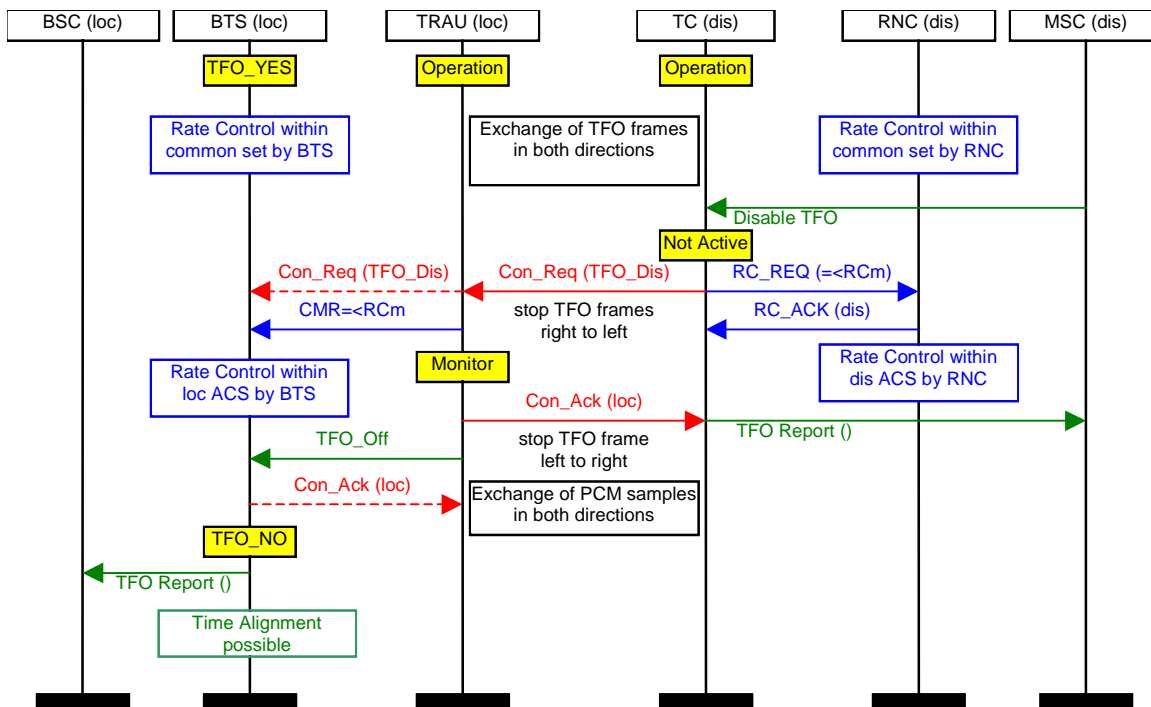 BSC (loc) BTS (loc) TRAU (loc) TC (dis) RNC (dis) MSC (dis)
TFO_YES Operation Operation
Rate Control within
common set by BTS
Exchange of TFO frames
in both directions
Rate Control within
common set by RNC
Disable TFO
Not Active
Con_Req (TFO_Dis) Con_Req (TFO_Dis) RC_REQ (=<RCm)
CMR=<RCm
stop TFO frames
right to left
RC_ACK (dis)
Monitor
Rate Control within
loc ACS by BTS
Rate Control within
dis ACS by RNC
Con_Ack (loc)
TFO Report ()
TFO_Off
stop TFO frame
left to right
Con_Ack (loc)
Exchange of PCM samples
in both directions
TFO_NO
TFO Report ()
Time Alignment
possible